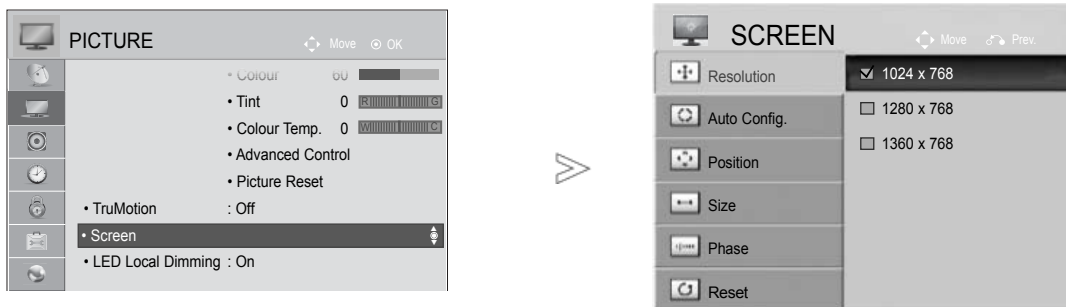 PICTURE
Move OK
• Colour 60
• Tint 0 R G
• Colour Temp. 0 W C
• Advanced Control
• Picture Reset
• TruMotion : Off
• Screen
• LED Local Dimming : On
SCREEN
Move Prev.
Resolution
Auto Config.
Position
Size
Phase
Reset
1024 x 768
1280 x 768
1360 x 768